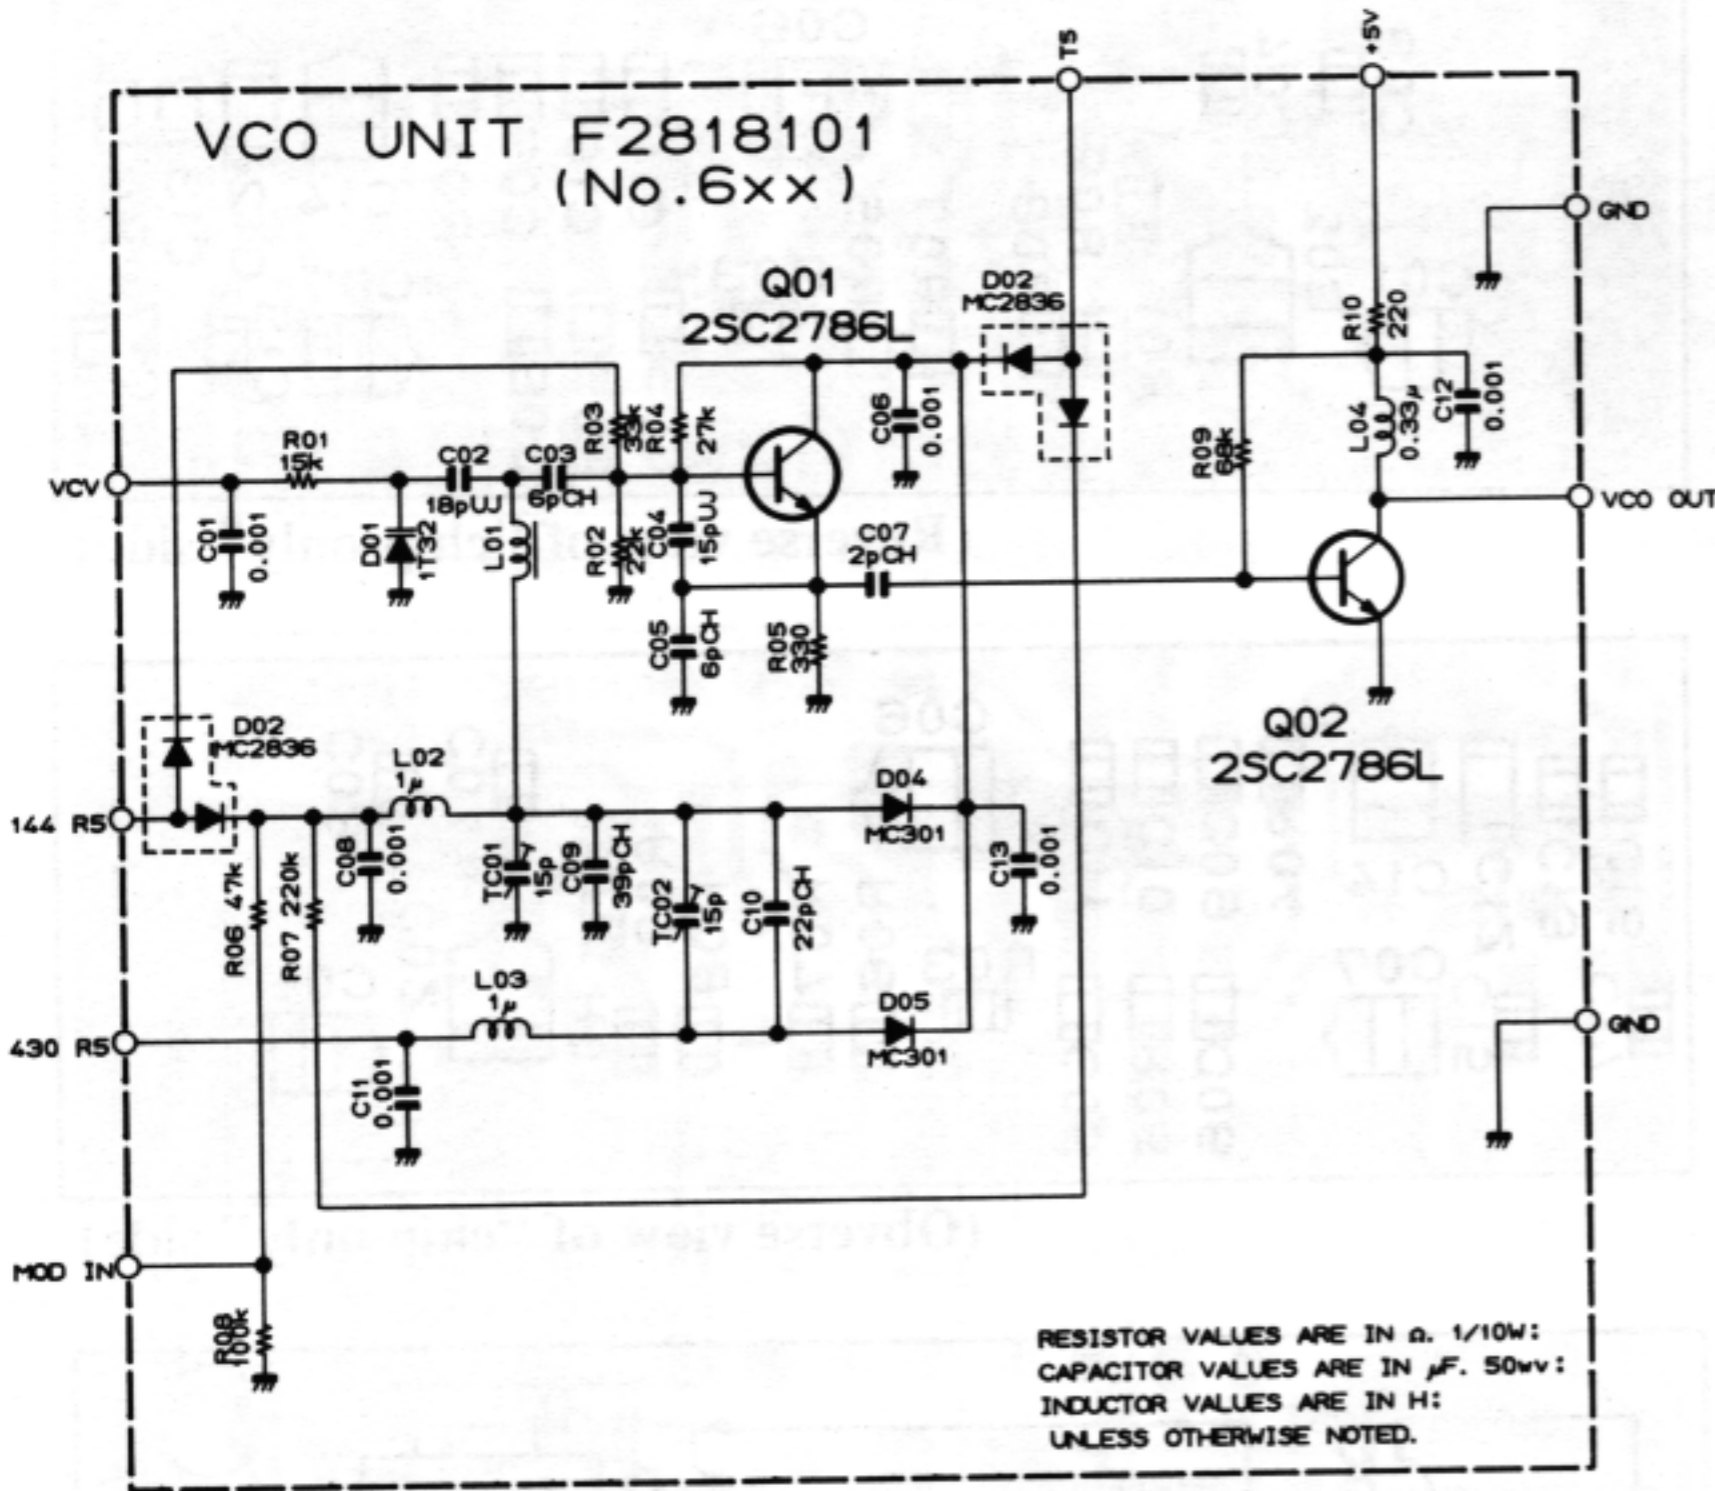 T5
+5V
VCO UNIT F2818101
(No.6xx)
GND
Q01
2SC2786L
D02
MC2836
R10
220
R03
33k
R04
27k
C06
0.001
R09
68k
L04
0.33μ
C12
0.001
VCV
R01
C02
18pUJ
C03
6pCH
VCO OUT
C01
0.001
D01
1T32
L01
R02
22k
C04
15pUJ
C07
2pCH
C05
6pCH
R05
330
Q02
2SC2786L
D02
MC2836
L02
1μ
D04
MC301
144 R5
R06 47k
R07 220k
C08
0.001
TC01
15p
C09
39pCH
TC02
15p
C10
22pCH
C13
0.001
L03
1μ
D05
MC301
430 R5
C11
0.001
GND
MOD IN
R08
100k
RESISTOR VALUES ARE IN Ω. 1/10W:
CAPACITOR VALUES ARE IN μF. 50wv:
INDUCTOR VALUES ARE IN H:
UNLESS OTHERWISE NOTED.